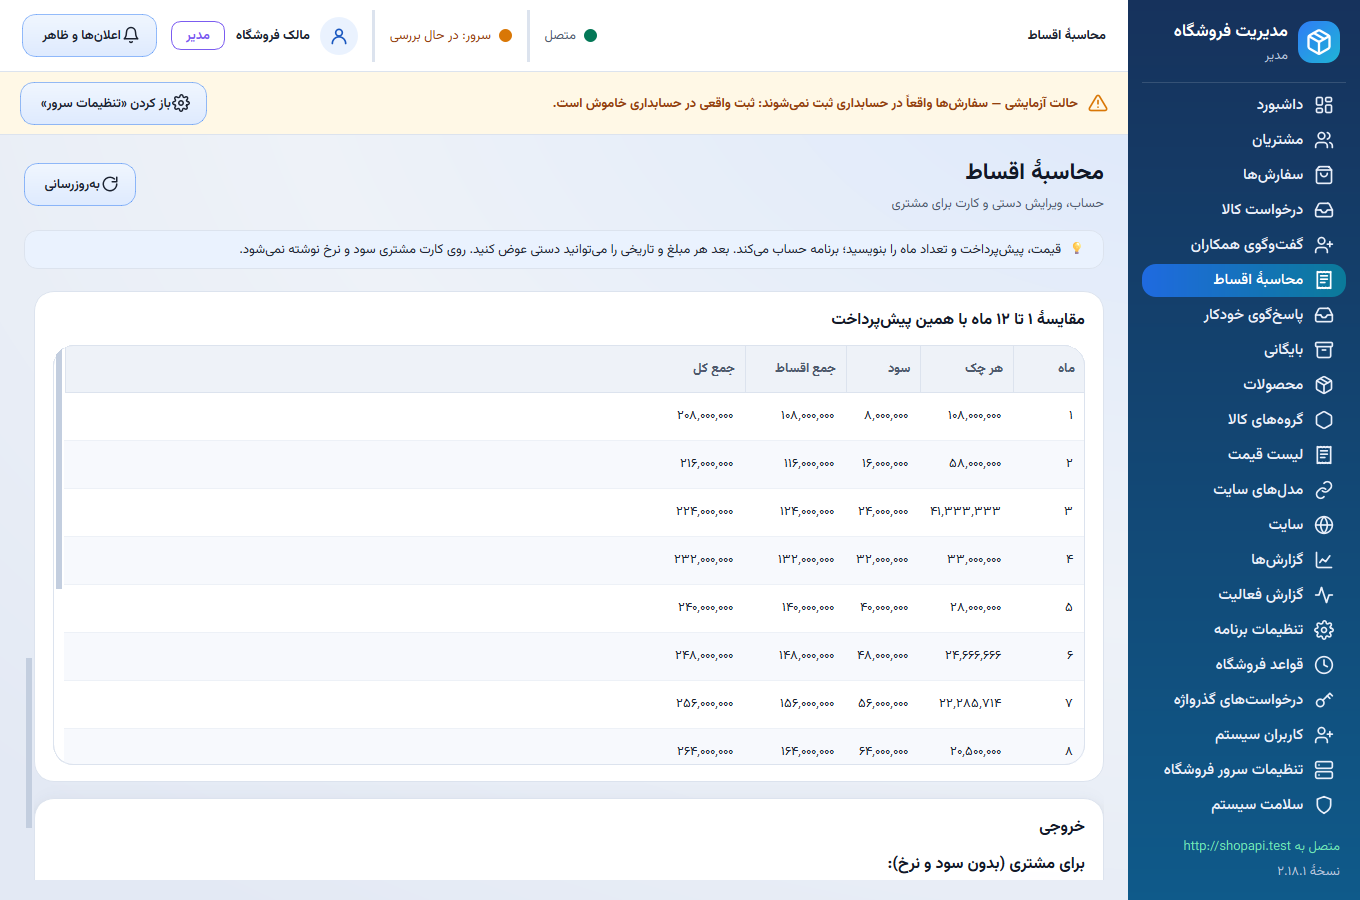 مدیریت فروشگاه
مدیر
داشبورد
مشتریان
سفارش‌ها
درخواست کالا
گفت‌وگوی همکاران
محاسبهٔ اقساط
پاسخ‌گوی خودکار
بایگانی
محصولات
گروه‌های کالا
لیست قیمت
مدل‌های سایت
سایت
گزارش‌ها
گزارش فعالیت
تنظیمات برنامه
قواعد فروشگاه
درخواست‌های گذرواژه
کاربران سیستم
تنظیمات سرور فروشگاه
سلامت سیستم
متصل به http://shopapi.test
نسخهٔ ۲.۱۸.۱
محاسبهٔ اقساط
متصل
سرور: در حال بررسی
مالک فروشگاه
مدیر
اعلان‌ها و ظاهر
حالت آزمایشی — سفارش‌ها واقعاً در حسابداری ثبت نمی‌شوند: ثبت واقعی در حسابداری خاموش است.
باز کردن «تنظیمات سرور»
محاسبهٔ اقساط
حساب، ویرایش دستی و کارت برای مشتری
به‌روزرسانی
قیمت، پیش‌پرداخت و تعداد ماه را بنویسید؛ برنامه حساب می‌کند. بعد هر مبلغ و تاریخی را می‌توانید دستی عوض کنید. روی کارت مشتری سود و نرخ نوشته نمی‌شود.
مقایسهٔ ۱ تا ۱۲ ماه با همین پیش‌پرداخت
ماه هر چک سود جمع اقساط جمع کل
۱ ۱۰۸,۰۰۰,۰۰۰ ۸,۰۰۰,۰۰۰ ۱۰۸,۰۰۰,۰۰۰ ۲۰۸,۰۰۰,۰۰۰
۲ ۵۸,۰۰۰,۰۰۰ ۱۶,۰۰۰,۰۰۰ ۱۱۶,۰۰۰,۰۰۰ ۲۱۶,۰۰۰,۰۰۰
۳ ۴۱,۳۳۳,۳۳۳ ۲۴,۰۰۰,۰۰۰ ۱۲۴,۰۰۰,۰۰۰ ۲۲۴,۰۰۰,۰۰۰
۴ ۳۳,۰۰۰,۰۰۰ ۳۲,۰۰۰,۰۰۰ ۱۳۲,۰۰۰,۰۰۰ ۲۳۲,۰۰۰,۰۰۰
۵ ۲۸,۰۰۰,۰۰۰ ۴۰,۰۰۰,۰۰۰ ۱۴۰,۰۰۰,۰۰۰ ۲۴۰,۰۰۰,۰۰۰
۶ ۲۴,۶۶۶,۶۶۶ ۴۸,۰۰۰,۰۰۰ ۱۴۸,۰۰۰,۰۰۰ ۲۴۸,۰۰۰,۰۰۰
۷ ۲۲,۲۸۵,۷۱۴ ۵۶,۰۰۰,۰۰۰ ۱۵۶,۰۰۰,۰۰۰ ۲۵۶,۰۰۰,۰۰۰
۸ ۲۰,۵۰۰,۰۰۰ ۶۴,۰۰۰,۰۰۰ ۱۶۴,۰۰۰,۰۰۰ ۲۶۴,۰۰۰,۰۰۰
خروجی
برای مشتری (بدون سود و نرخ):